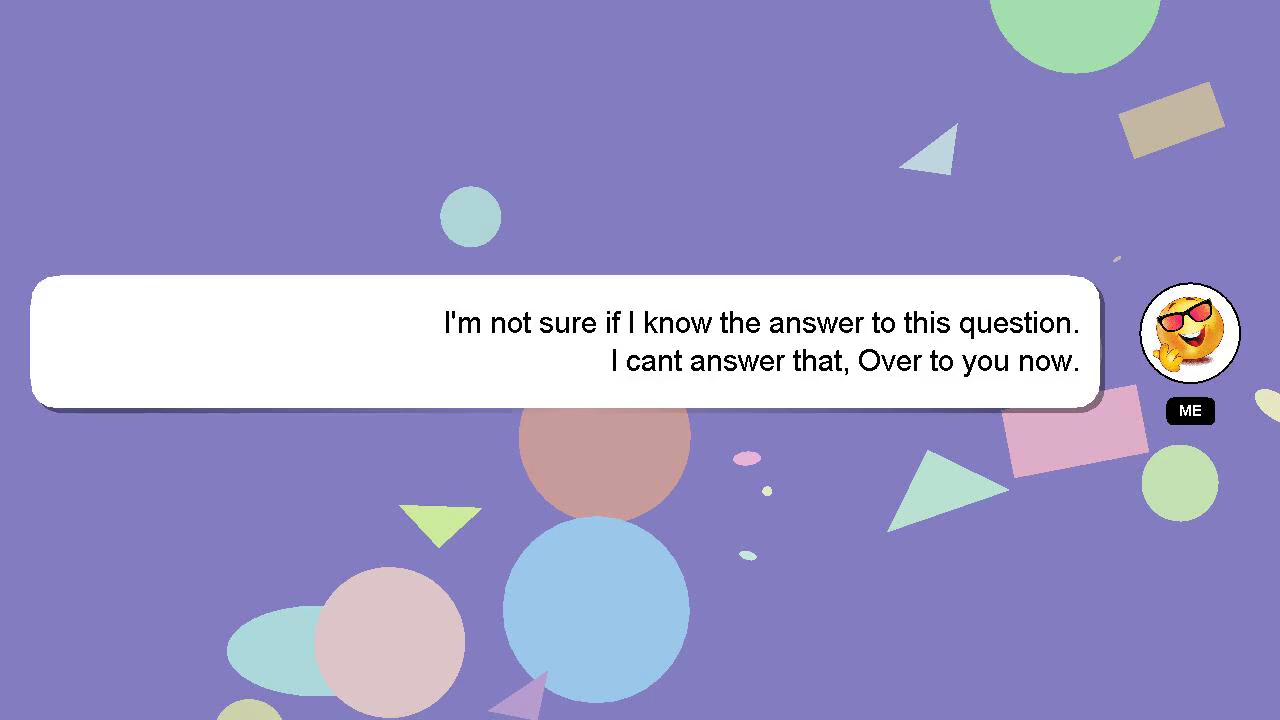 I'm not sure if I know the answer to this question.
I cant answer that, Over to you now.
ME